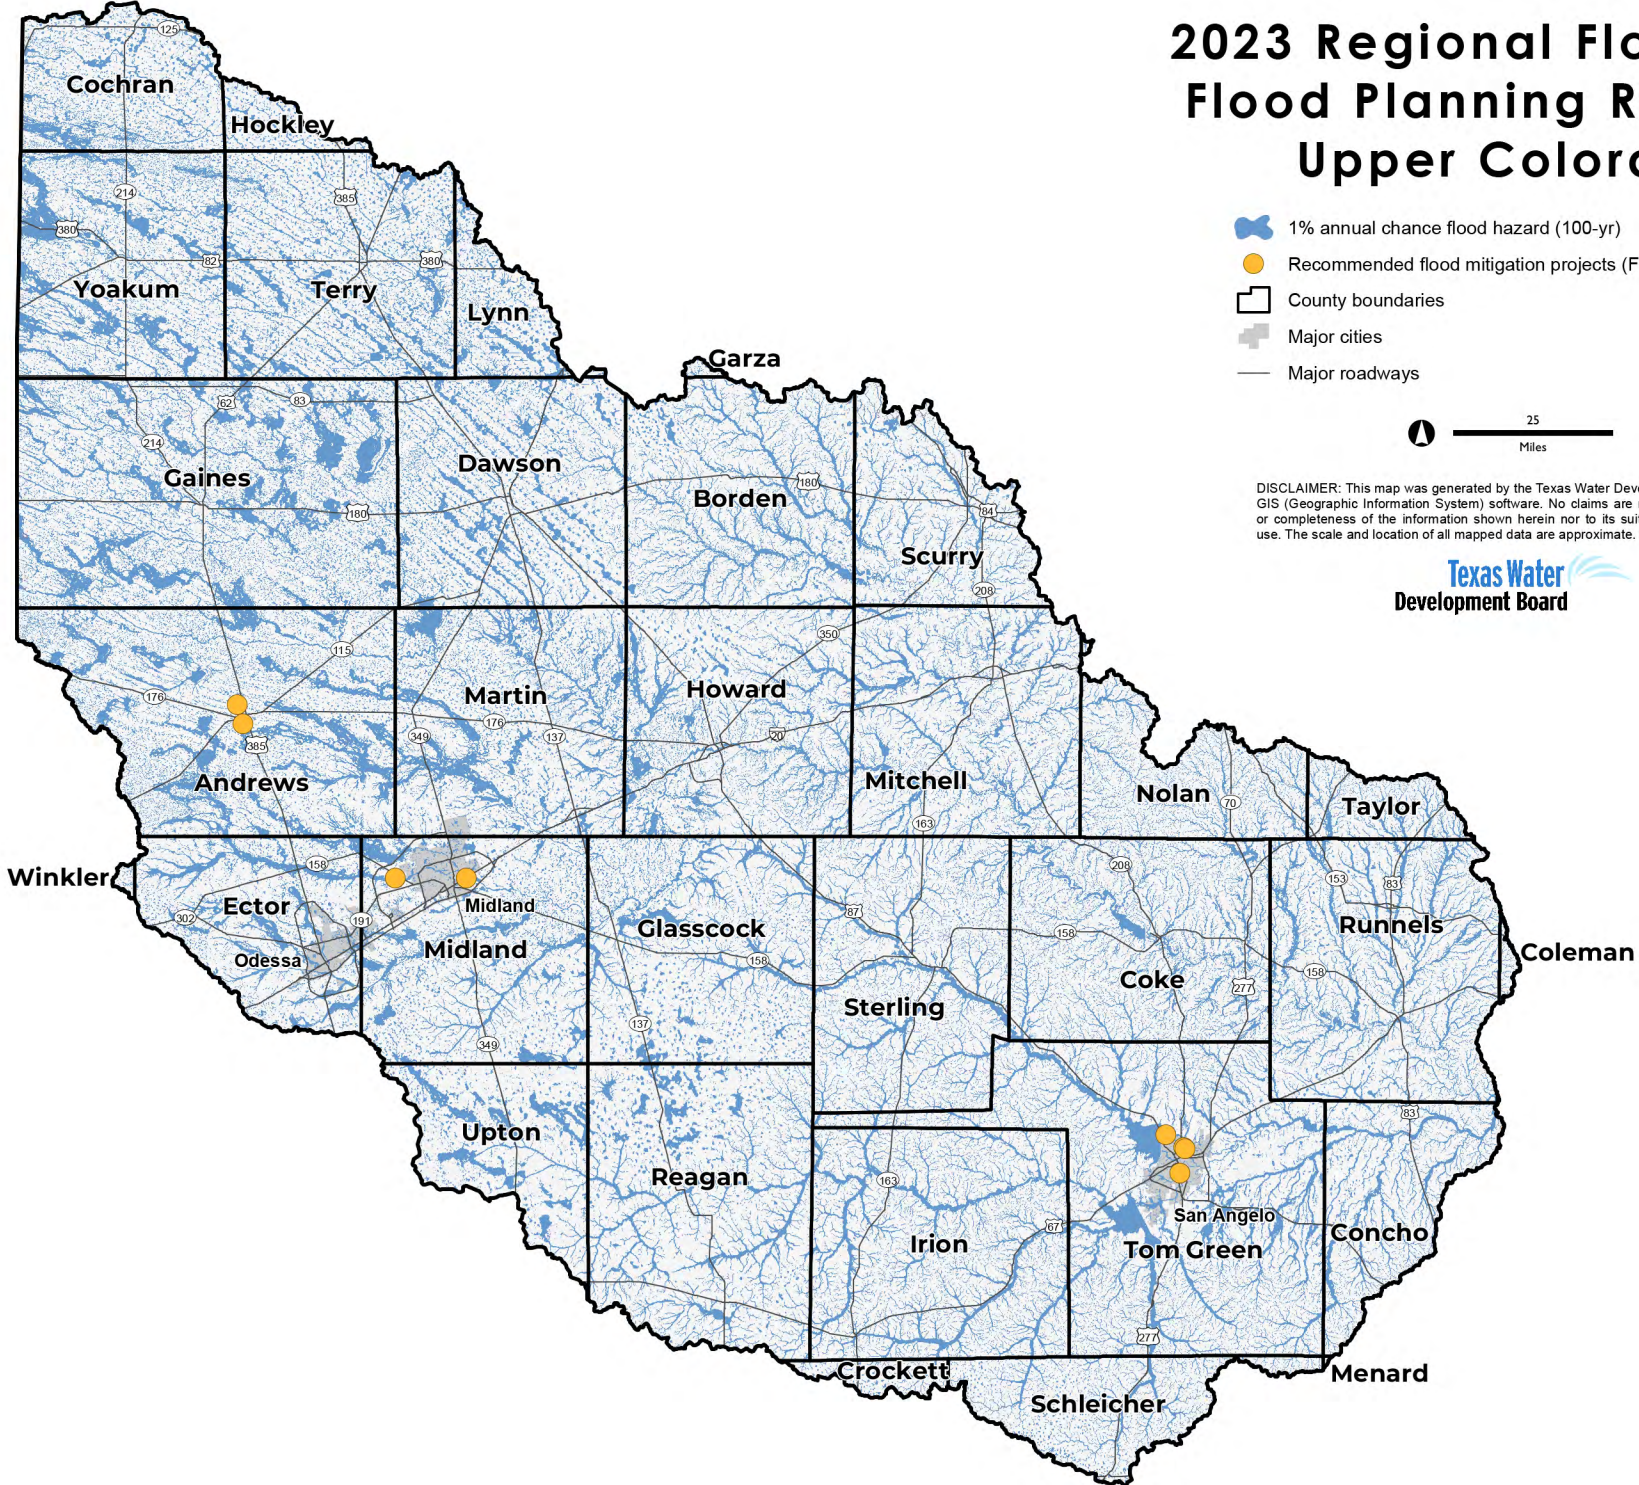 2023 Regional Flo
Flood Planning R
Upper Color
1% annual chance flood hazard (100-yr)
Recommended flood mitigation projects (F
County boundaries
Major cities
Major roadways
25
Miles
DISCLAIMER: This map was generated by the Texas Water Dev
GIS (Geographic Information System) software. No claims are
or completeness of the information shown herein nor to its sui
use. The scale and location of all mapped data are approximate.
Texas Water
Development Board
125
Cochran
Hockley
214
385
380
82
380
Yoakum
Terry
Lynn
Garza
62
83
214
Gaines
Dawson
Borden
180
180
84
Scurry
208
115
350
176
Martin
Howard
176
349
137
20
385
Andrews
Mitchell
Nolan
70
Taylor
163
158
Winkler
208
153
83
302
Ector
191
Midland
87
Runnels
Odessa
Midland
Glasscock
158
158
158
Coleman
Coke
277
Sterling
137
349
83
Upton
Reagan
163
San Angelo
67
Irion
Tom Green
Concho
277
Crockett
Menard
Schleicher